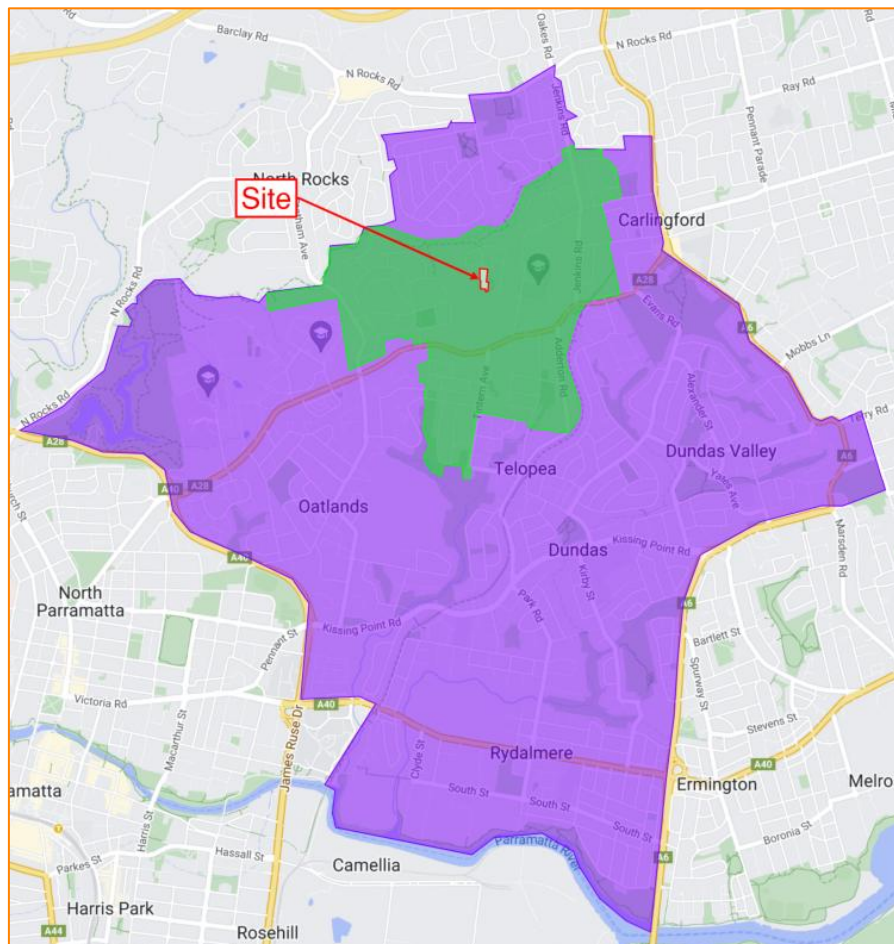 Barclay Rd
Oakes Rd
N Rocks Rd
N Rocks Rd
Ray Rd
Jenkins Rd
Pennant Parade
North Rocks
Site
Carlingford
N Rocks Rd
Jenkins Rd
A28
Evans Rd
A6
Mobbs Ln
Adderton Rd
Alexander St
N Rocks Rd
A28
Dundas Valley
A6
Telopea
Yates Ave
A40
A28
Oatlands
Dundas
Kissing Point Rd
Marsden Rd
A40
Kirby St
North
Parramatta
Park Rd
A6
Pennant St
Kissing Point Rd
Bartlett St
Spurway St
Victoria Rd
A40
Macarthur St
James Ruse Dr
Stevens St
Clyde St
Rydalmere
A40
Ermington
South St
South St
South St
Harris St
Hassall St
Boronia St
Parramatta River
Camellia
Parkes St
A6
Harris Park
A44
Rosehill